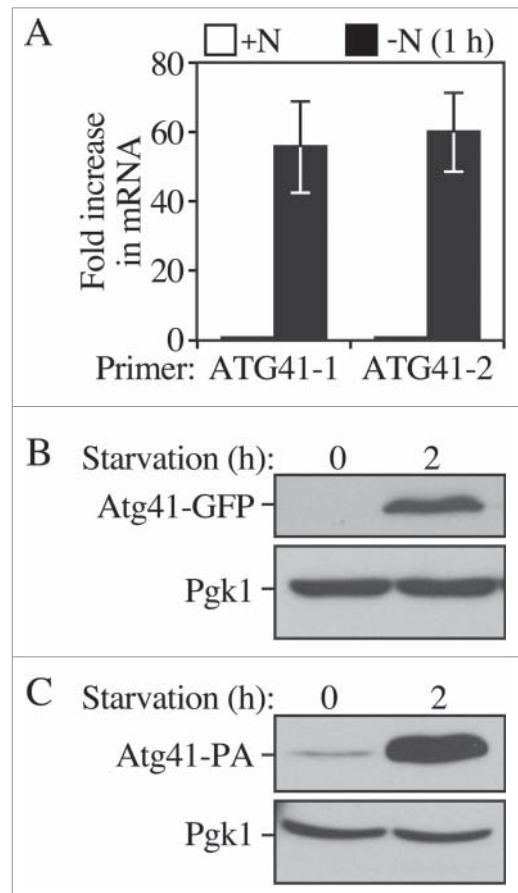 A
+N -N (1 h)
Fold increase
in mRNA
80
60
40
20
0
Primer: ATG41-1 ATG41-2
B
Starvation (h): 0 2
Atg41-GFP
Pgk1
C
Starvation (h): 0 2
Atg41-PA
Pgk1